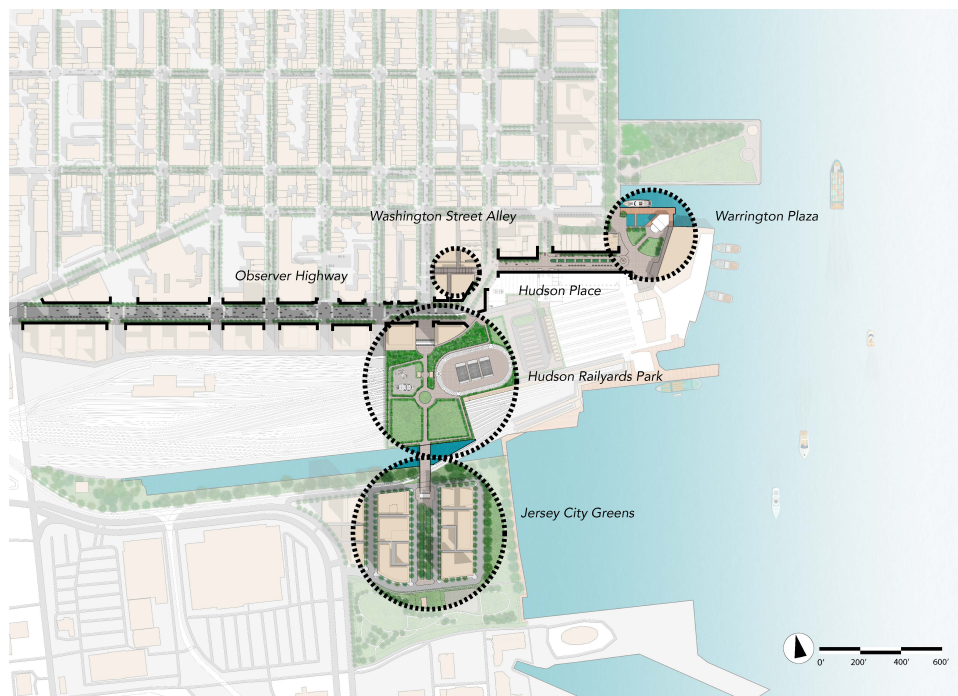 Washington Street Alley
Warrington Plaza
Observer Highway
Hudson Place
Hudson Railyards Park
Jersey City Greens
0' 200' 400' 600'